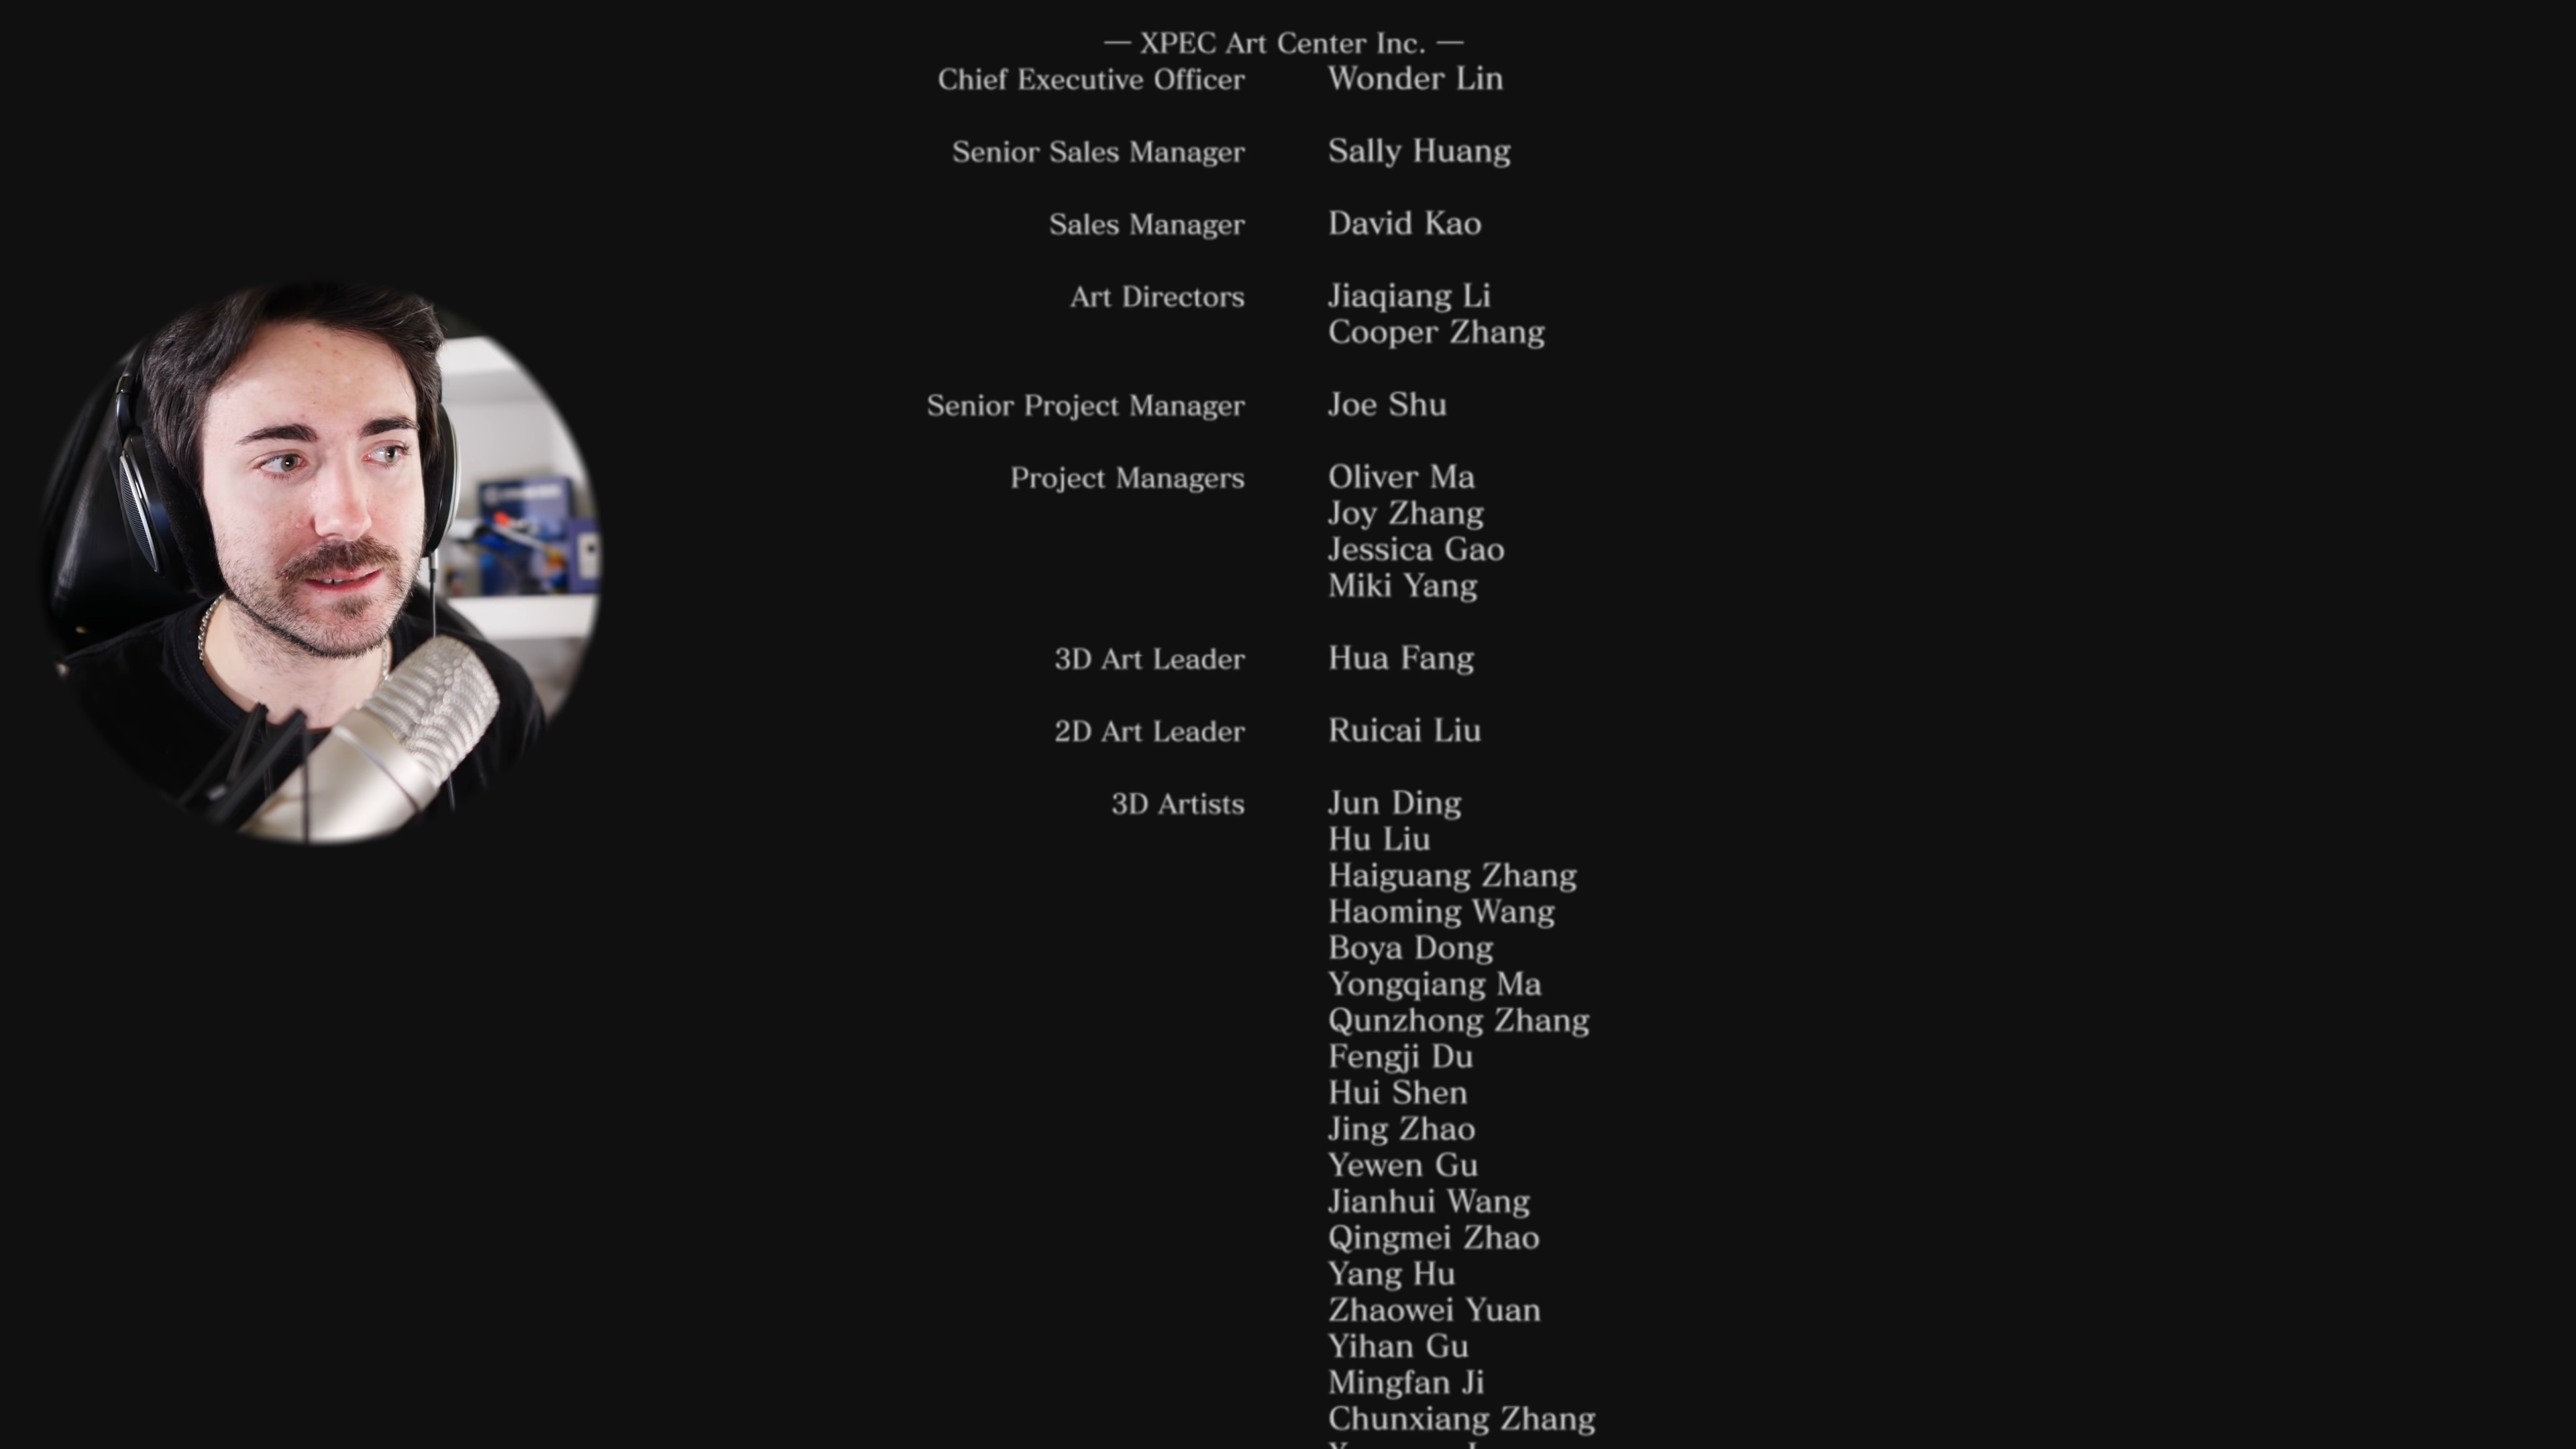 — XPEC Art Center Inc. —
Chief Executive Officer Wonder Lin
Senior Sales Manager Sally Huang
Sales Manager David Kao
Art Directors Jiaqiang Li
Cooper Zhang
Senior Project Manager Joe Shu
Project Managers Oliver Ma
Joy Zhang
Jessica Gao
Miki Yang
3D Art Leader Hua Fang
2D Art Leader Ruicai Liu
3D Artists Jun Ding
Hu Liu
Haiguang Zhang
Haoming Wang
Boya Dong
Yongqiang Ma
Qunzhong Zhang
Fengji Du
Hui Shen
Jing Zhao
Yewen Gu
Jianhui Wang
Qingmei Zhao
Yang Hu
Zhaowei Yuan
Yihan Gu
Mingfan Ji
Chunxiang Zhang